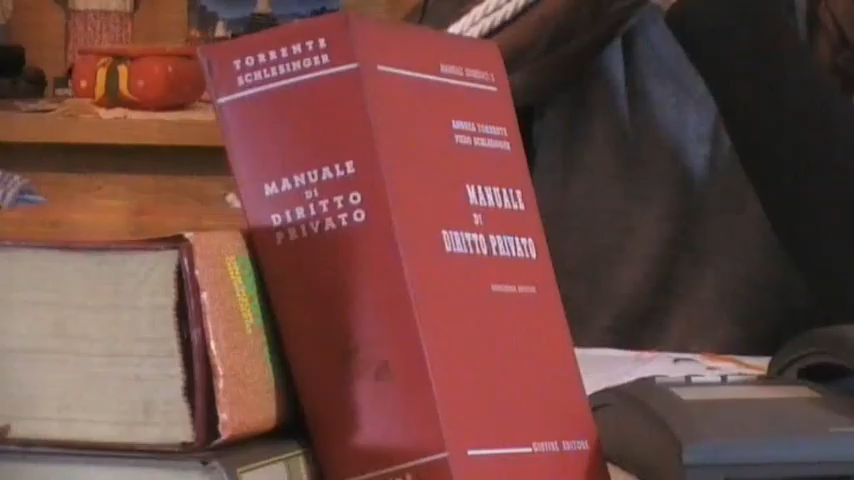 TORRENTE
SCHLESINGER
MANUALE
DI
DIRITTO
PRIVATO
ANDREA TORRENTE
PIERO SCHLESINGER
MANUALE
DI
DIRITTO PRIVATO
GIUFFRÈ EDITORE